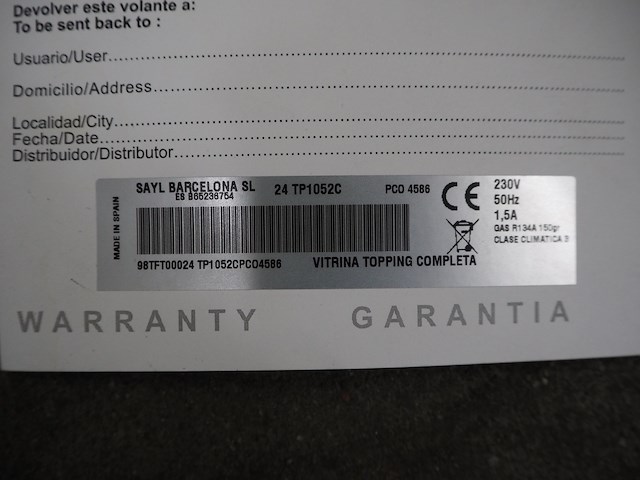 Devolver este volante a:
To be sent back to :
Usuario/User
Domicilio/Address
Localidad/City
Fecha/Date
Distribuidor/Distributor
MADE IN SPAIN
SAYL BARCELONA SL 24 TP1052C PCO 4586
ES B65236754
CE
230V
50Hz
1,5A
GAS R134A 150gr
CLASE CLIMATICA 3
98TFT00024 TP1052CPCO4586 VITRINA TOPPING COMPLETA
WARRANTY GARANTIA